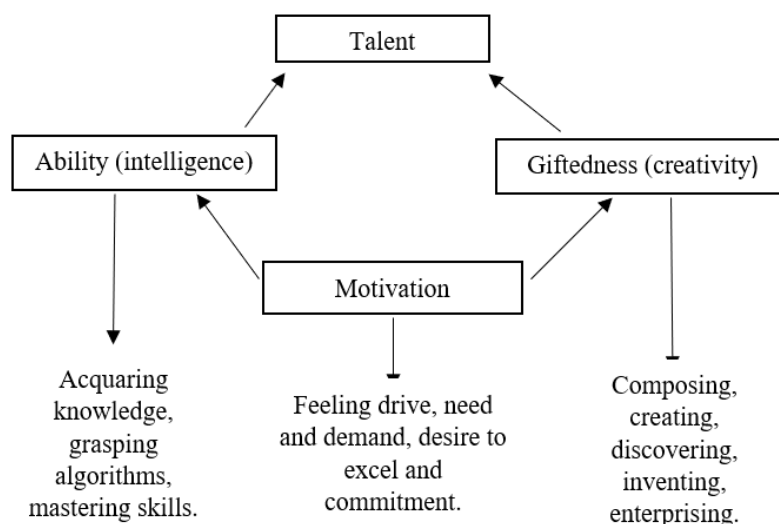 Talent
Ability (intelligence)
Giftedness (creativity)
Motivation
Acquaring
knowledge,
grasping
algorithms,
mastering skills.
Feeling drive, need
and demand, desire to
excel and
commitment.
Composing,
creating,
discovering,
inventing,
enterprising.